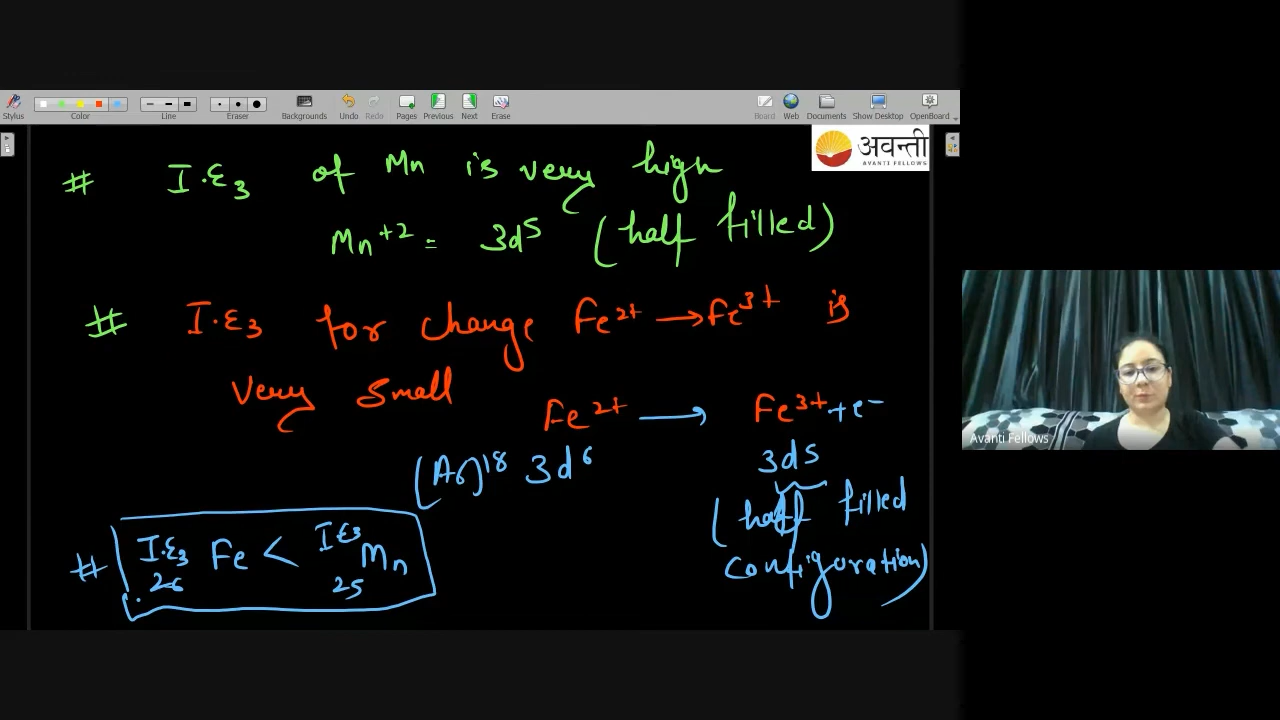 Stylus
Color
Line
Eraser
Backgrounds
Undo
Redo
Pages
Previous
Next
Erase
Board
Web
Documents
Show Desktop
OpenBoard
अवन्ती
AVANTI FELLOWS
# I.E3 of Mn is very high
Mn+2 = 3d5 (half filled)
# I.E3 for change Fe2+ → Fe3+ is
very small
Fe2+ → Fe3+ + e−
(Ar)18 3d6
3d5
(half filled
configoration)
# I.E3 Fe < I.E3 Mn
26 25
Avanti Fellows